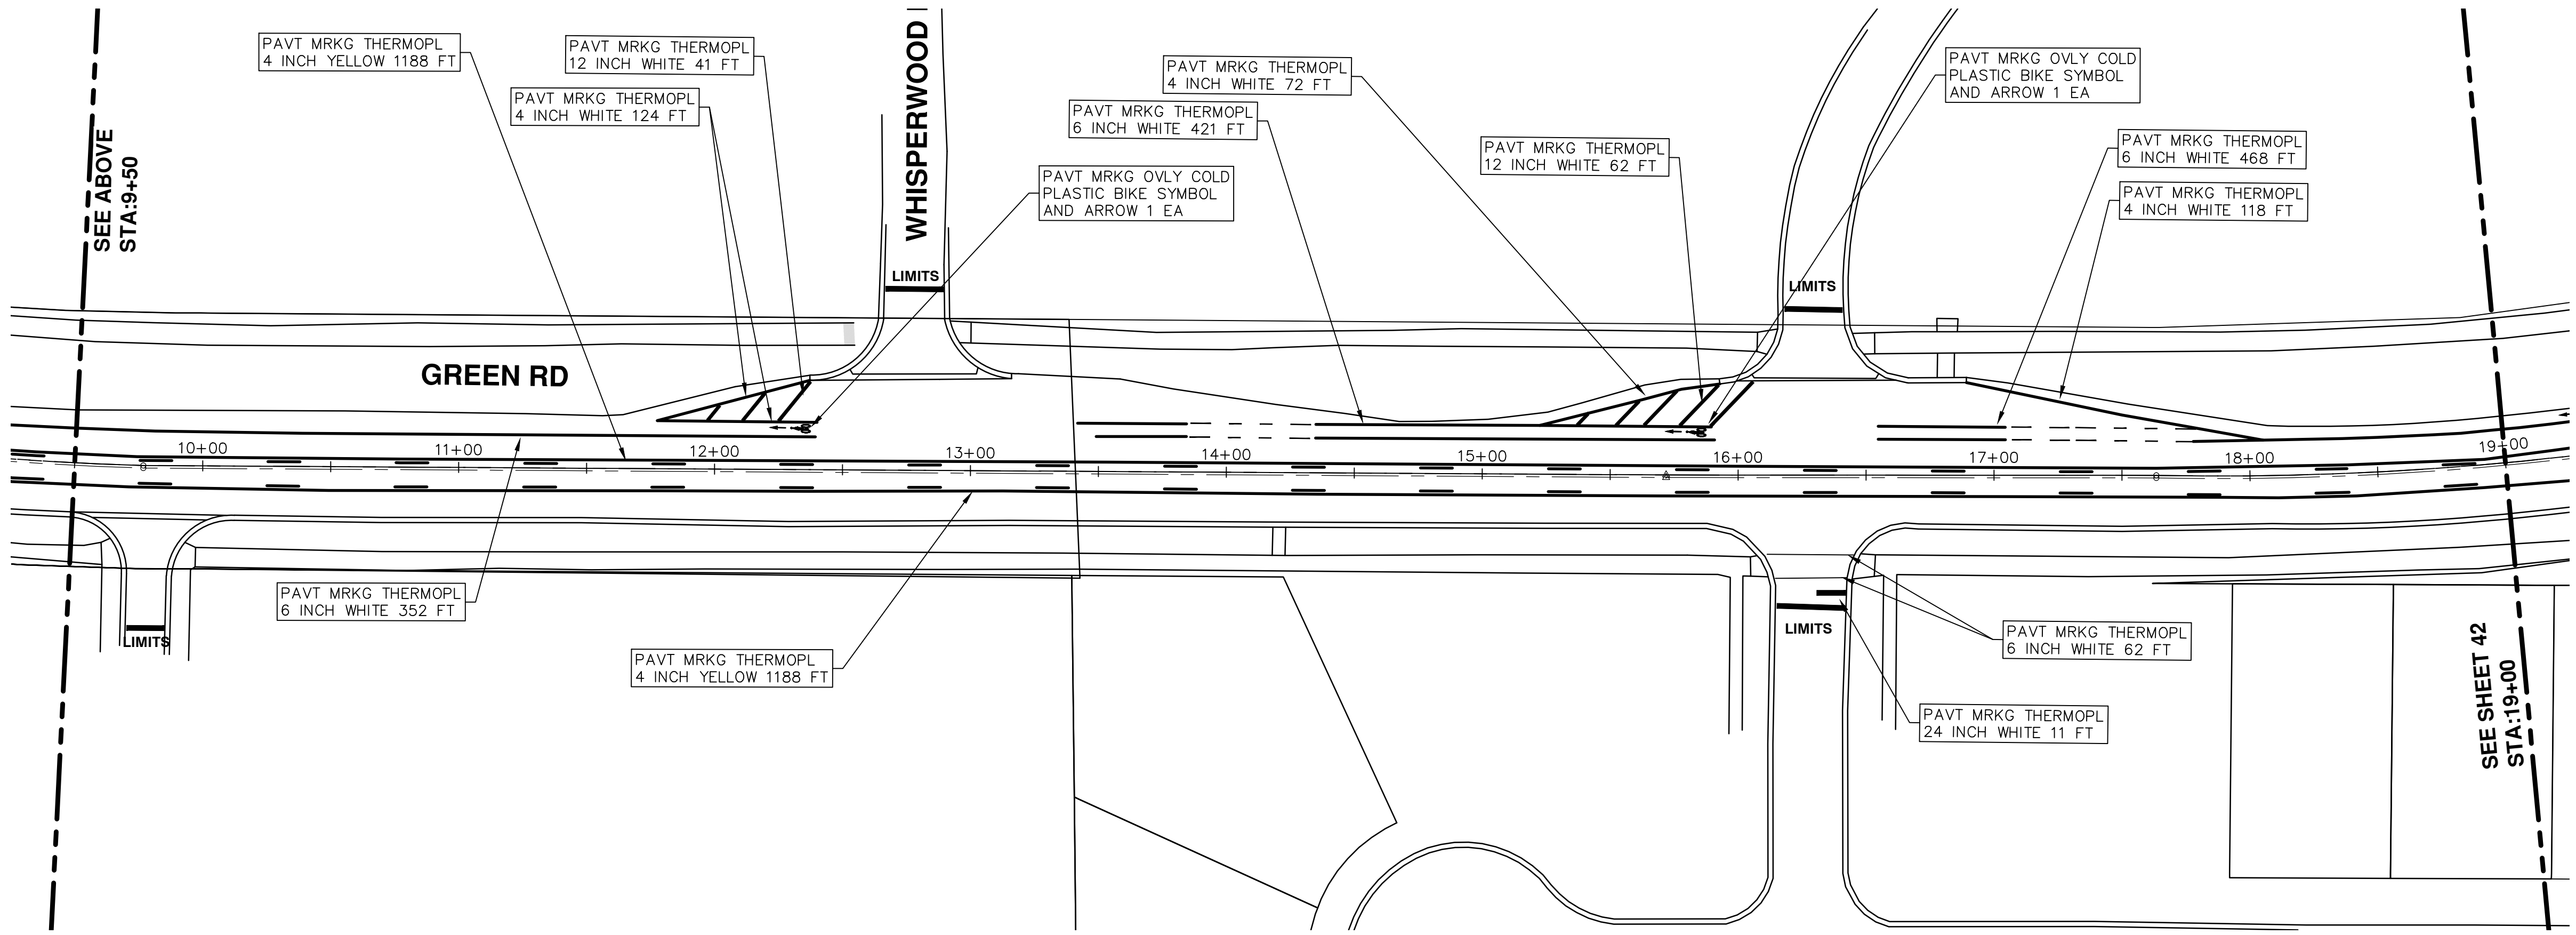 PAVT MRKG THERMOPL
4 INCH YELLOW 1188 FT
PAVT MRKG THERMOPL
12 INCH WHITE 41 FT
PAVT MRKG THERMOPL
4 INCH WHITE 124 FT
WHISPERWOOD
PAVT MRKG THERMOPL
4 INCH WHITE 72 FT
PAVT MRKG THERMOPL
6 INCH WHITE 421 FT
PAVT MRKG OVLY COLD
PLASTIC BIKE SYMBOL
AND ARROW 1 EA
PAVT MRKG THERMOPL
12 INCH WHITE 62 FT
PAVT MRKG OVLY COLD
PLASTIC BIKE SYMBOL
AND ARROW 1 EA
PAVT MRKG THERMOPL
6 INCH WHITE 468 FT
PAVT MRKG THERMOPL
4 INCH WHITE 118 FT
SEE ABOVE
STA:9+50
LIMITS
LIMITS
GREEN RD
10+00
11+00
12+00
13+00
14+00
15+00
16+00
17+00
18+00
19+00
PAVT MRKG THERMOPL
6 INCH WHITE 352 FT
LIMITS
PAVT MRKG THERMOPL
4 INCH YELLOW 1188 FT
LIMITS
PAVT MRKG THERMOPL
6 INCH WHITE 62 FT
PAVT MRKG THERMOPL
24 INCH WHITE 11 FT
SEE SHEET 42
STA:19+00